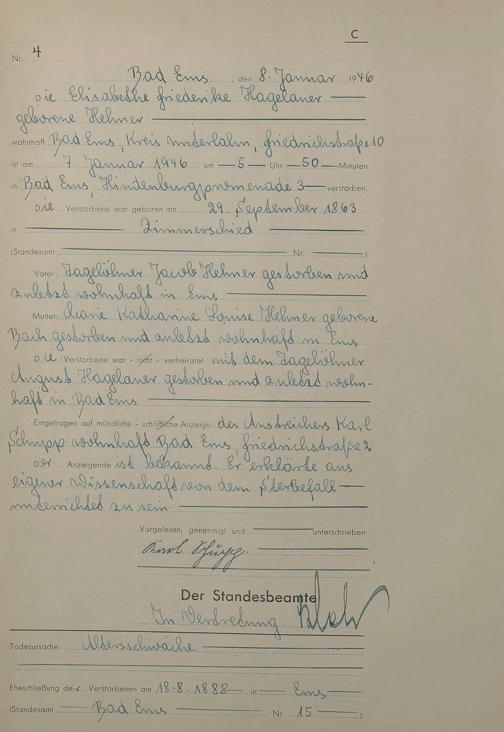 C
Nr. 4
Bad Ems, den 8. Januar 1946
Die Elisabethe Friederike Hagelauer
geborene Hehner
wohnhaft Bad Ems, Kreis Unterlahn, Friedrichstraße 10
ist am 7. Januar 1946 um 5 Uhr 50 Minuten
in Bad Ems, Hindenburgpromenade 3 verstorben.
Die Verstorbene war geboren am 29. September 1863
in Zimmerschied
(Standesamt Nr. )
Vater: Tagelöhner Jacob Hehner gestorben und
zuletzt wohnhaft in Ems
Mutter: Marie Katharine Louise Hehner geborene
Bach gestorben und zuletzt wohnhaft in Ems
Die Verstorbene war - nicht - verheiratet mit dem Tagelöhner
August Hagelauer gestorben und zuletzt wohn-
haft in Bad Ems
Eingetragen auf mündliche - schriftliche Anzeige des Anstreichers Karl
Schupp wohnhaft Bad Ems, Friedrichstraße 2
Der Anzeigende ist bekannt. Er erklärte aus
eigener Wissenschaft von dem Sterbefall
unterrichtet zu sein.
Vorgelesen, genehmigt und unterschrieben
Karl Schupp.
Der Standesbeamte
In Vertretung:
Todesursache: Altersschwäche
Eheschließung der Verstorbenen am 18.8.1888 in Ems
(Standesamt Bad Ems Nr. 15 )